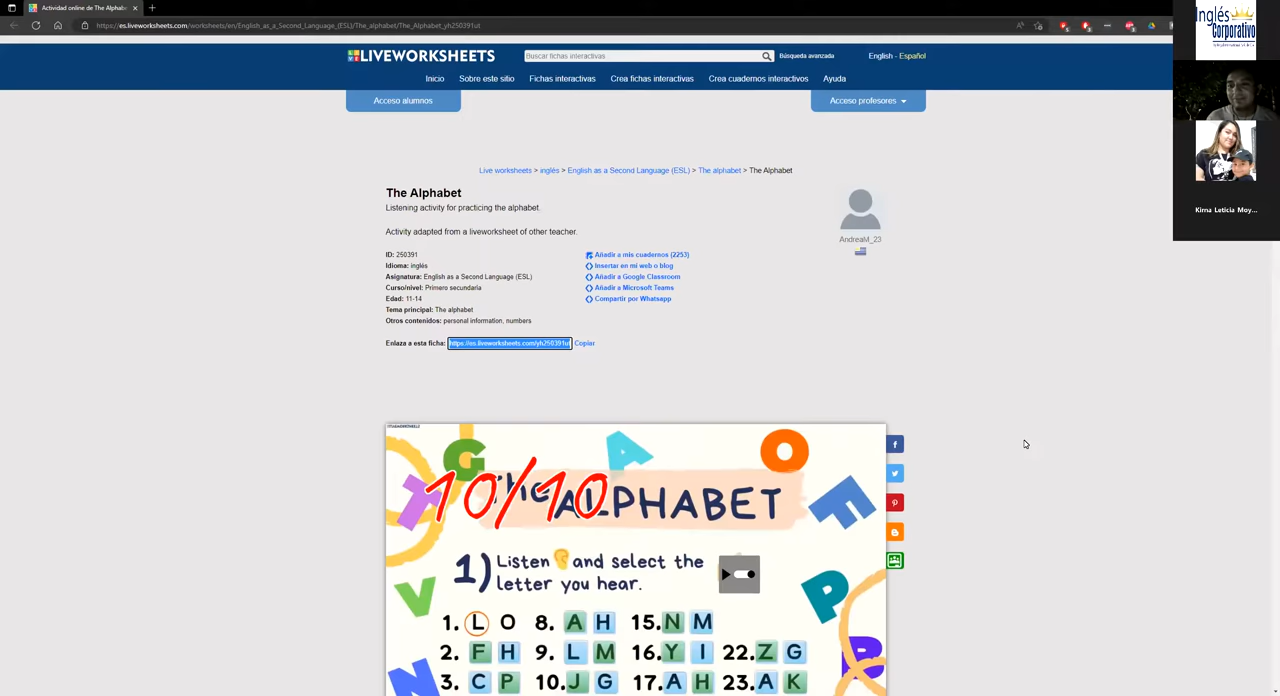 Actividad online de The Alphab
https://es.liveworksheets.com/worksheets/en/English_as_a_Second_Language_(ESL)/The_alphabet/The_Alphabet_yh250391ut
LIVEWORKSHEETS
Buscar fichas interactivas
Búsqueda avanzada
English - Español
Inicio
Sobre este sitio
Fichas interactivas
Crea fichas interactivas
Crea cuadernos interactivos
Ayuda
Acceso alumnos
Acceso profesores
Inglés
Corporativo
Kirna Leticia Moy...
Live worksheets > inglés > English as a Second Language (ESL) > The alphabet > The Alphabet
The Alphabet
Listening activity for practicing the alphabet.
Activity adapted from a liveworksheet of other teacher.
AndreaM_23
ID: 250391
Idioma: inglés
Asignatura: English as a Second Language (ESL)
Curso/nivel: Primero secundaria
Edad: 11-14
Tema principal: The alphabet
Otros contenidos: personal information, numbers
Añadir a mis cuadernos (2253)
Insertar en mi web o blog
Añadir a Google Classroom
Añadir a Microsoft Teams
Compartir por Whatsapp
Enlaza a esta ficha: https://es.liveworksheets.com/yh250391ut Copiar
G A O
10/10
The ALPHABET
T F
1) Listen and select the
letter you hear.
V P
1. L O 8. A H 15. N M
2. F H 9. L M 16. Y I 22. Z G
3. C P 10. J G 17. A H 23. A K
N B